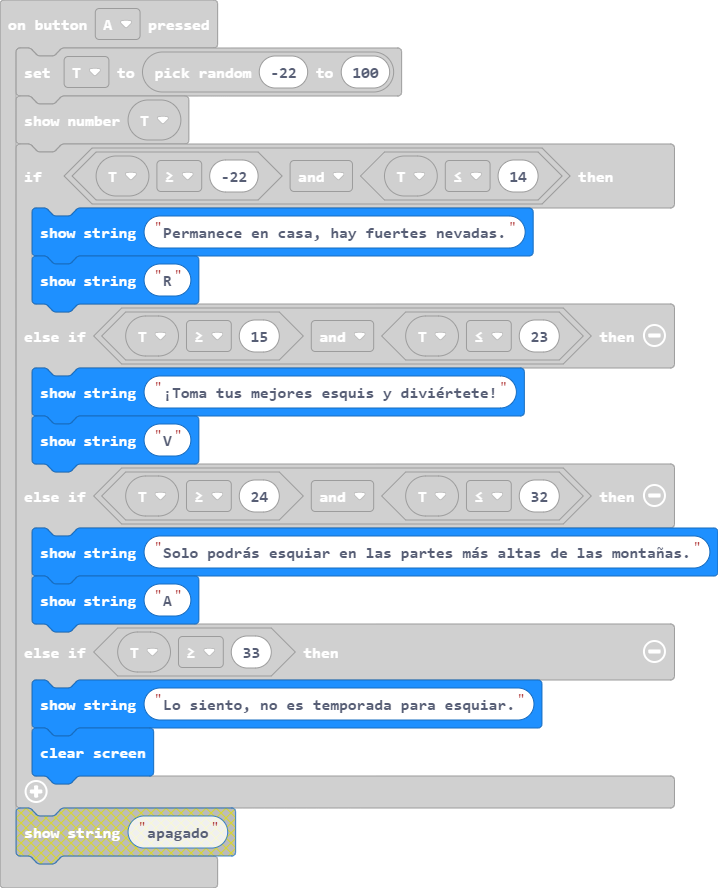 on button A pressed
set T to pick random -22 to 100
show number T
if T ≥ -22 and T ≤ 14 then
show string "Permanece en casa, hay fuertes nevadas."
show string "R"
else if T ≥ 15 and T ≤ 23 then
show string "¡Toma tus mejores esquis y diviértete!"
show string "V"
else if T ≥ 24 and T ≤ 32 then
show string "Solo podrás esquiar en las partes más altas de las montañas."
show string "A"
else if T ≥ 33 then
show string "Lo siento, no es temporada para esquiar."
clear screen
show string "apagado"